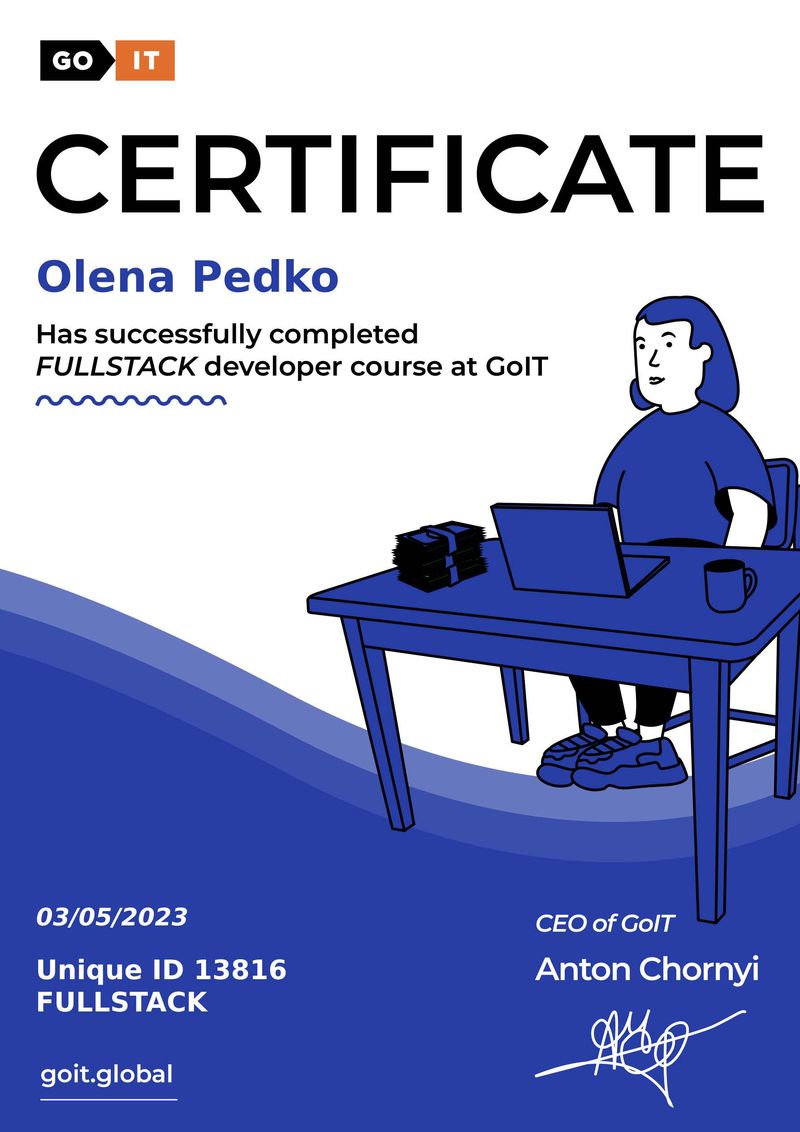 GO IT
CERTIFICATE
Olena Pedko
Has successfully completed
FULLSTACK developer course at GoIT
03/05/2023
Unique ID 13816
FULLSTACK
goit.global
CEO of GoIT
Anton Chornyi